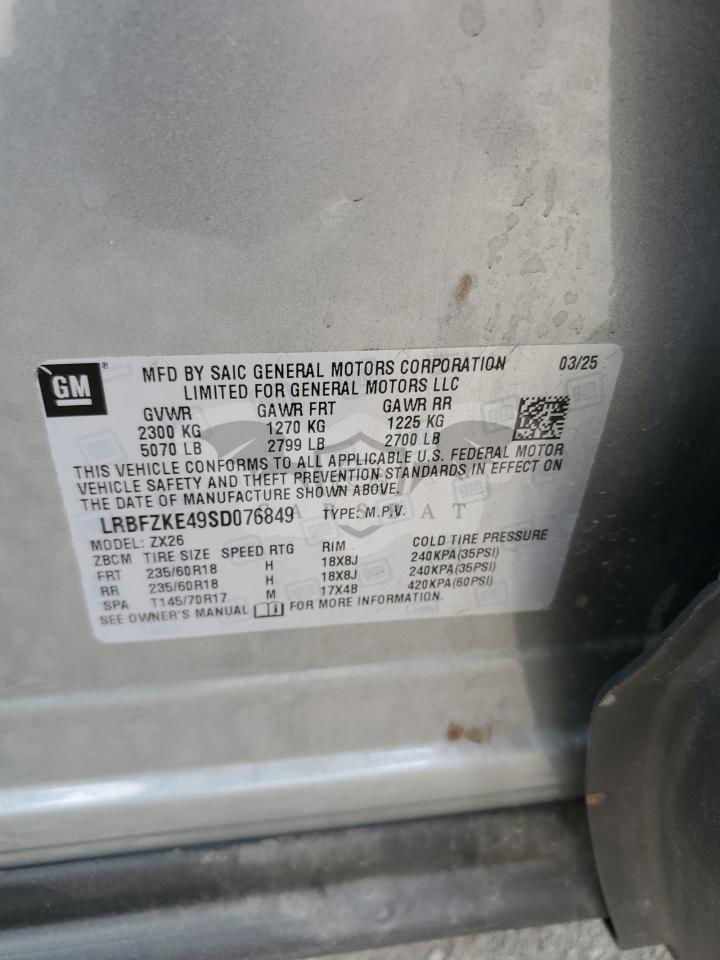 GM ®
MFD BY SAIC GENERAL MOTORS CORPORATION 03/25
LIMITED FOR GENERAL MOTORS LLC
GVWR GAWR FRT GAWR RR
2300 KG 1270 KG 1225 KG
5070 LB 2799 LB 2700 LB
THIS VEHICLE CONFORMS TO ALL APPLICABLE U.S. FEDERAL MOTOR
VEHICLE SAFETY AND THEFT PREVENTION STANDARDS IN EFFECT ON
THE DATE OF MANUFACTURE SHOWN ABOVE.
LRBFZKE49SD076849 TYPE: M.P.V.
MODEL: ZX26
ZBCM TIRE SIZE SPEED RTG RIM COLD TIRE PRESSURE
FRT 235/60R18 H 18X8J 240KPA(35PSI)
RR 235/60R18 H 18X8J 240KPA(35PSI)
SPA T145/70R17 M 17X4B 420KPA(60PSI)
SEE OWNER'S MANUAL FOR MORE INFORMATION.